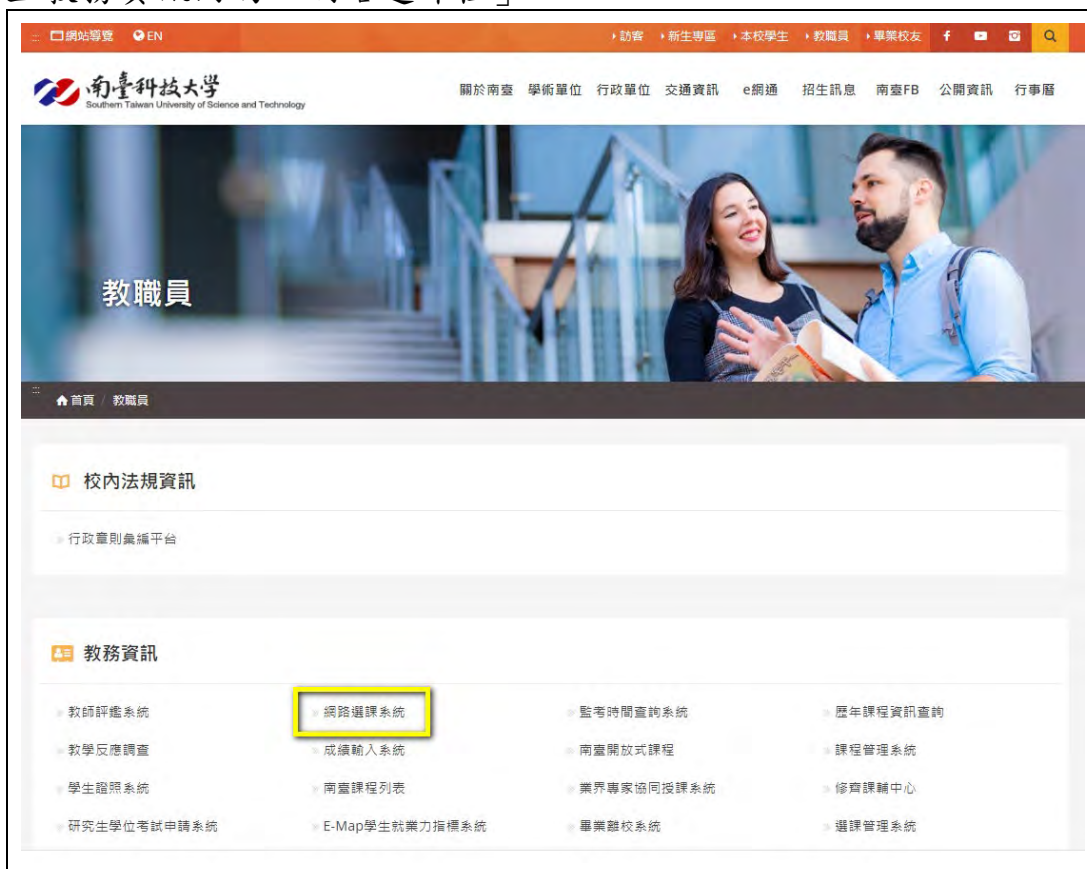 網站導覽 EN 訪客 新生專區 本校學生 教職員 畢業校友
南臺科技大学
Southern Taiwan University of Science and Technology
關於南臺 學術單位 行政單位 交通資訊 e網通 招生訊息 南臺FB 公開資訊 行事曆
教職員
首頁 / 教職員
校內法規資訊
行政章則彙編平台
教務資訊
教師評鑑系統 網路選課系統 監考時間查詢系統 歷年課程資訊查詢
教學反應調查 成績輸入系統 南臺開放式課程 課程管理系統
學生證照系統 南臺課程列表 業界專家協同授課系統 修齊課輔中心
研究生學位考試申請系統 E-Map學生就業力指標系統 畢業離校系統 選課管理系統